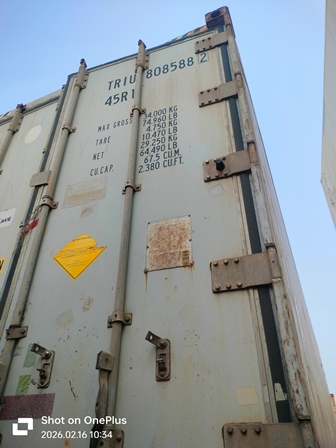 TRIU 808588 2
45R1
MAX GROSS 34.000 KG
74.960 LB
TARE 4.750 KG
10.470 LB
NET 29.250 KG
64.490 LB
CU.CAP. 67.5 CU.M.
2.380 CU.FT.
Shot on OnePlus
2026.02.16 10:34